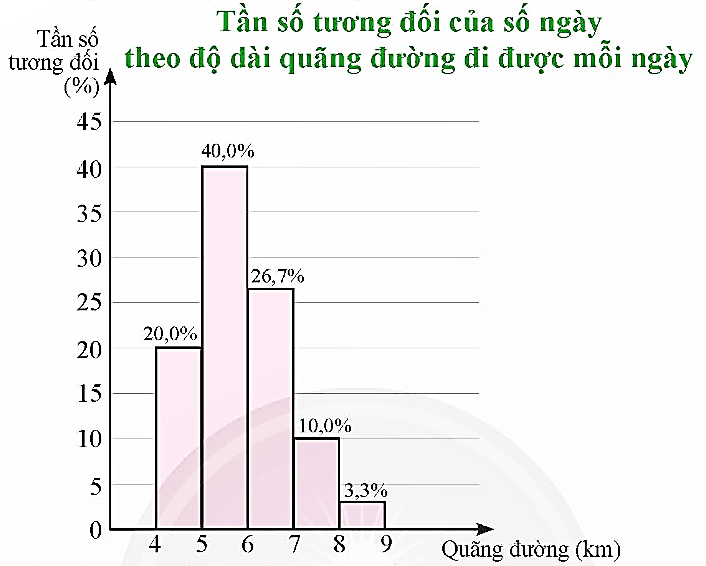 Tần số tương đối của số ngày
theo độ dài quãng đường đi được mỗi ngày
Tần số
tương đối
(%)
45
40
35
30
25
20
15
10
5
0
20,0%
40,0%
26,7%
10,0%
3,3%
4 5 6 7 8 9
Quãng đường (km)